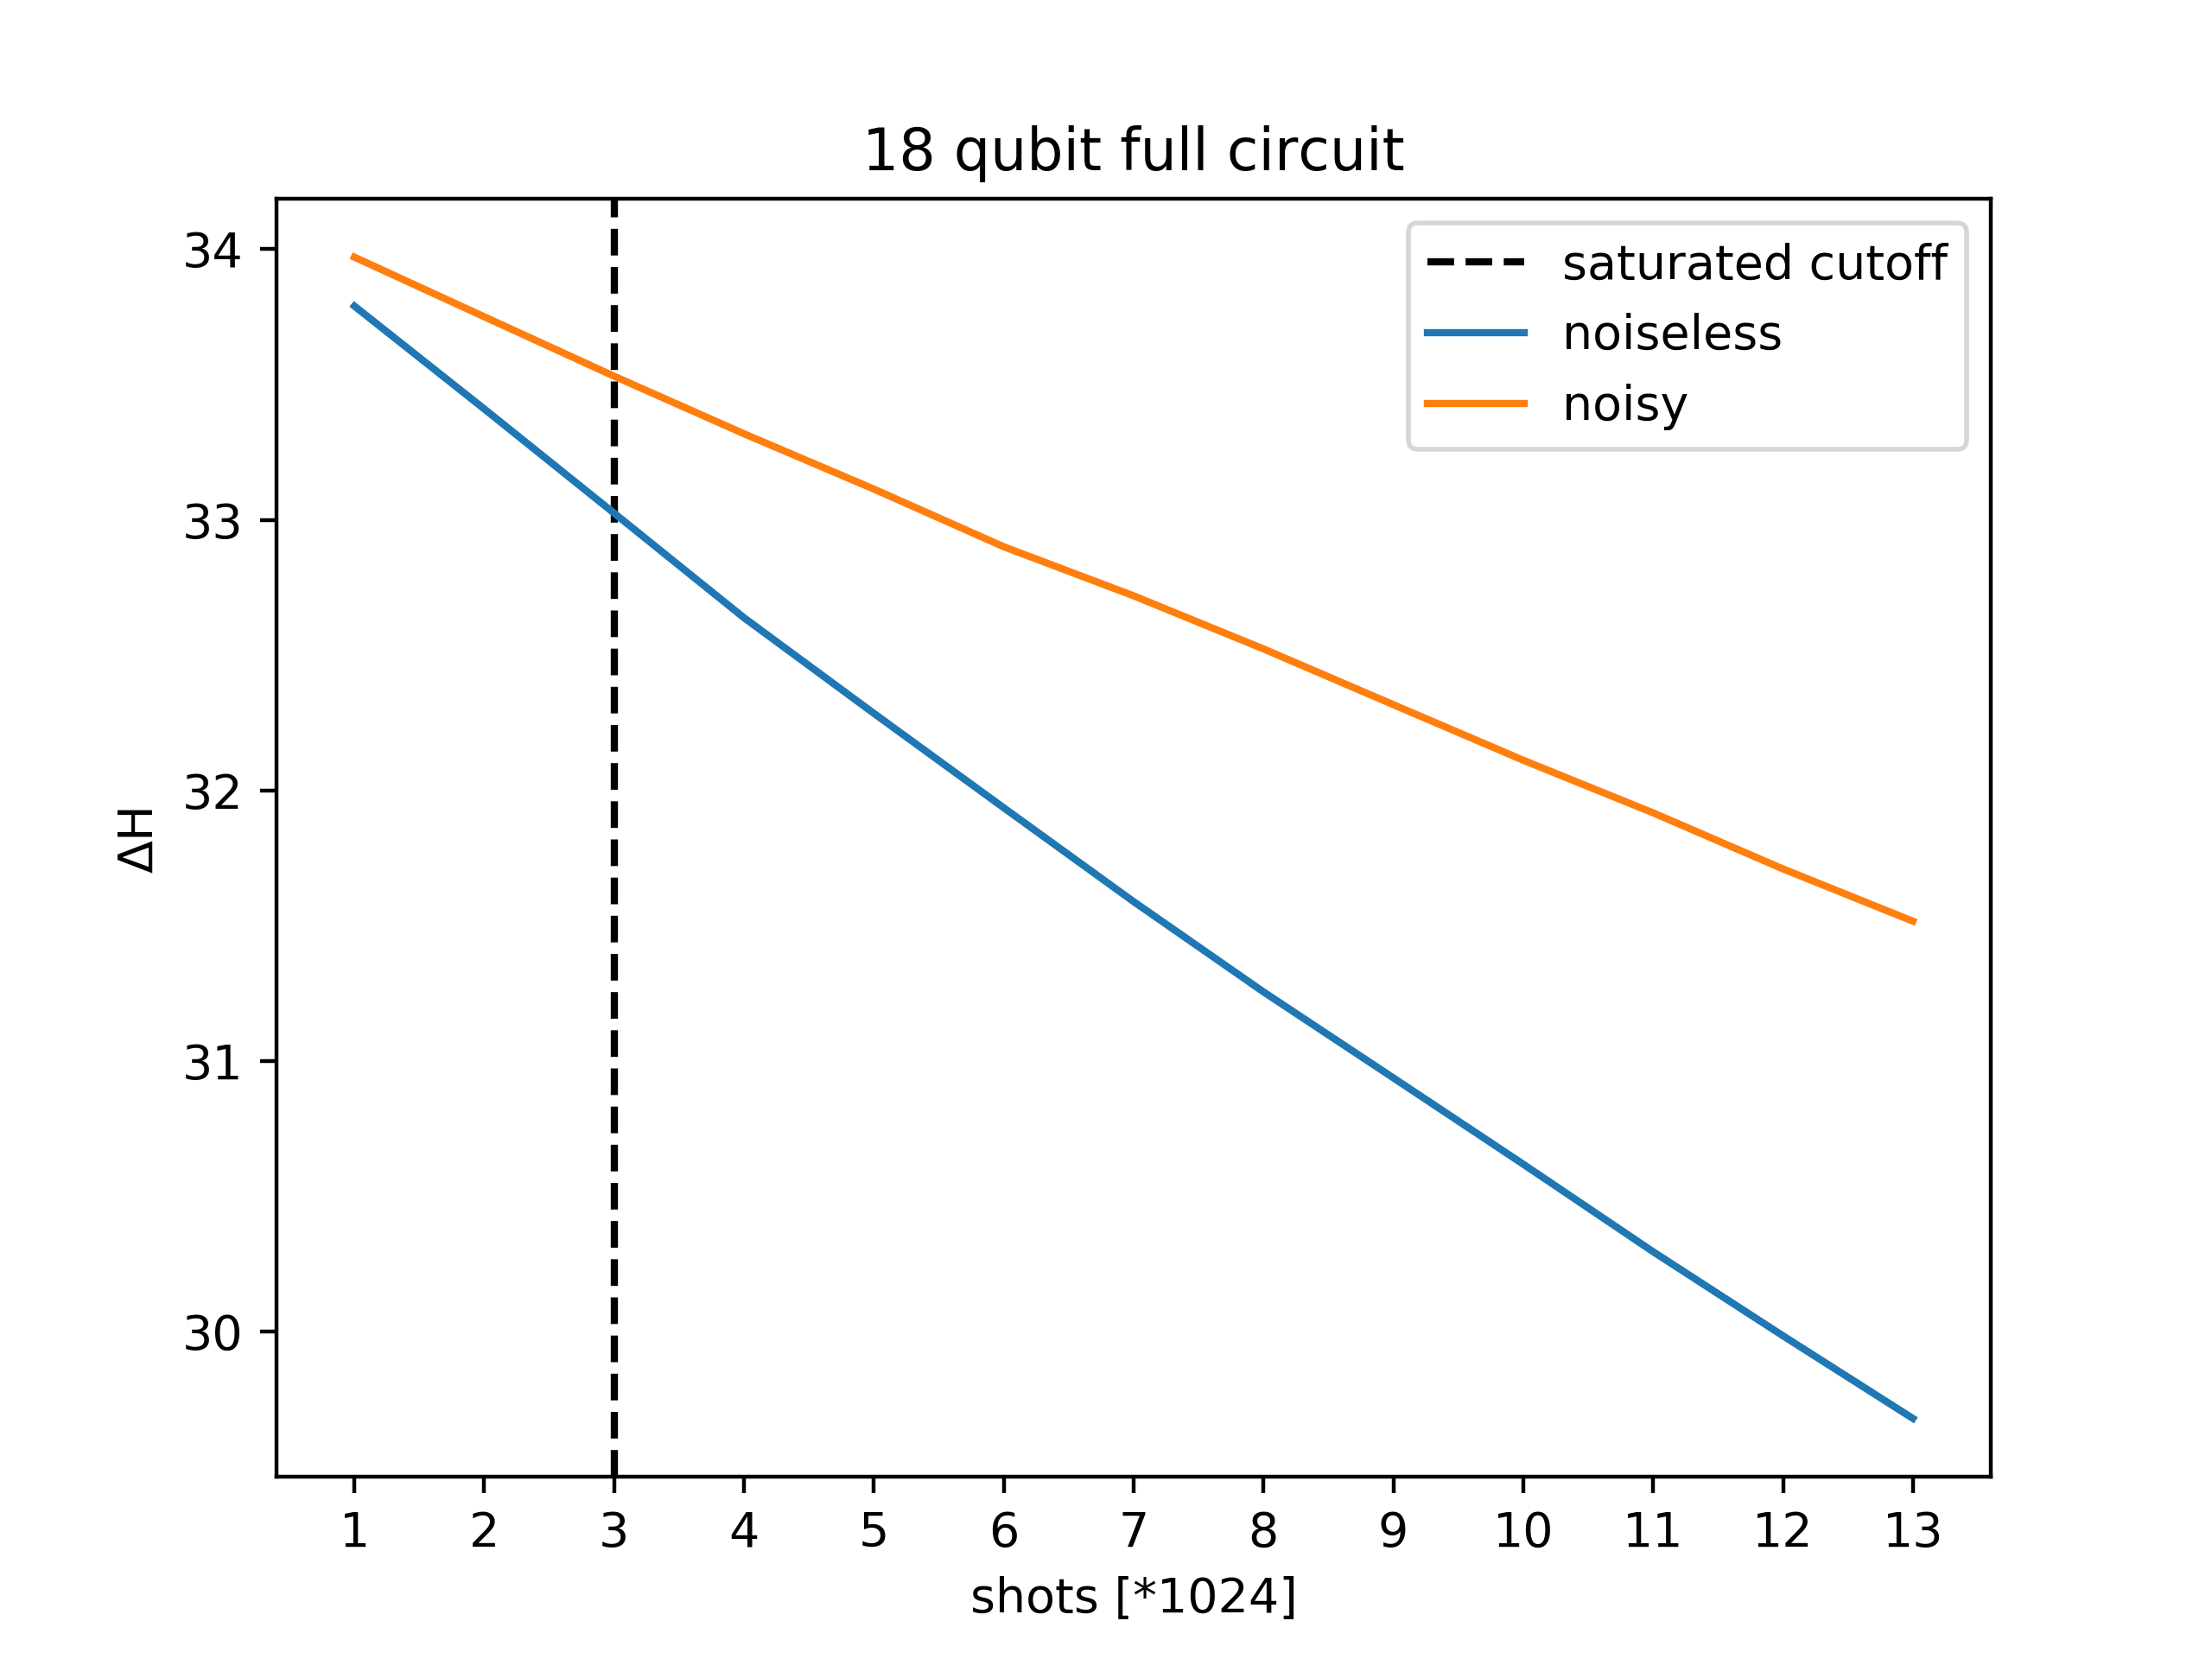 18 qubit full circuit
saturated cutoff
noiseless
noisy
34
33
32
31
30
ΔH
1 2 3 4 5 6 7 8 9 10 11 12 13
shots [*1024]